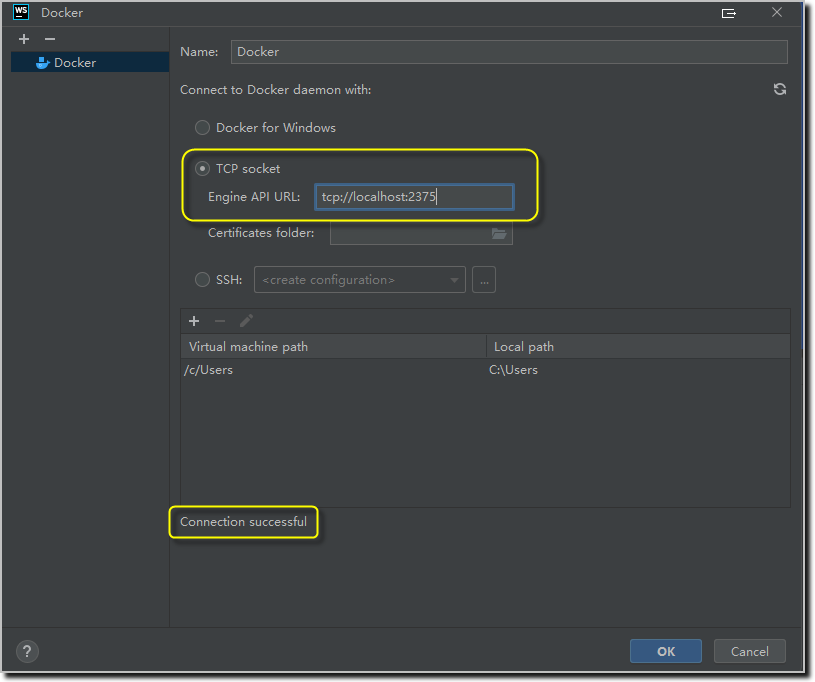 WS Docker
Docker
Name: Docker
Connect to Docker daemon with:
Docker for Windows
TCP socket
Engine API URL: tcp://localhost:2375
Certificates folder:
SSH: <create configuration> ...
Virtual machine path Local path
/c/Users C:\Users
Connection successful
? OK Cancel